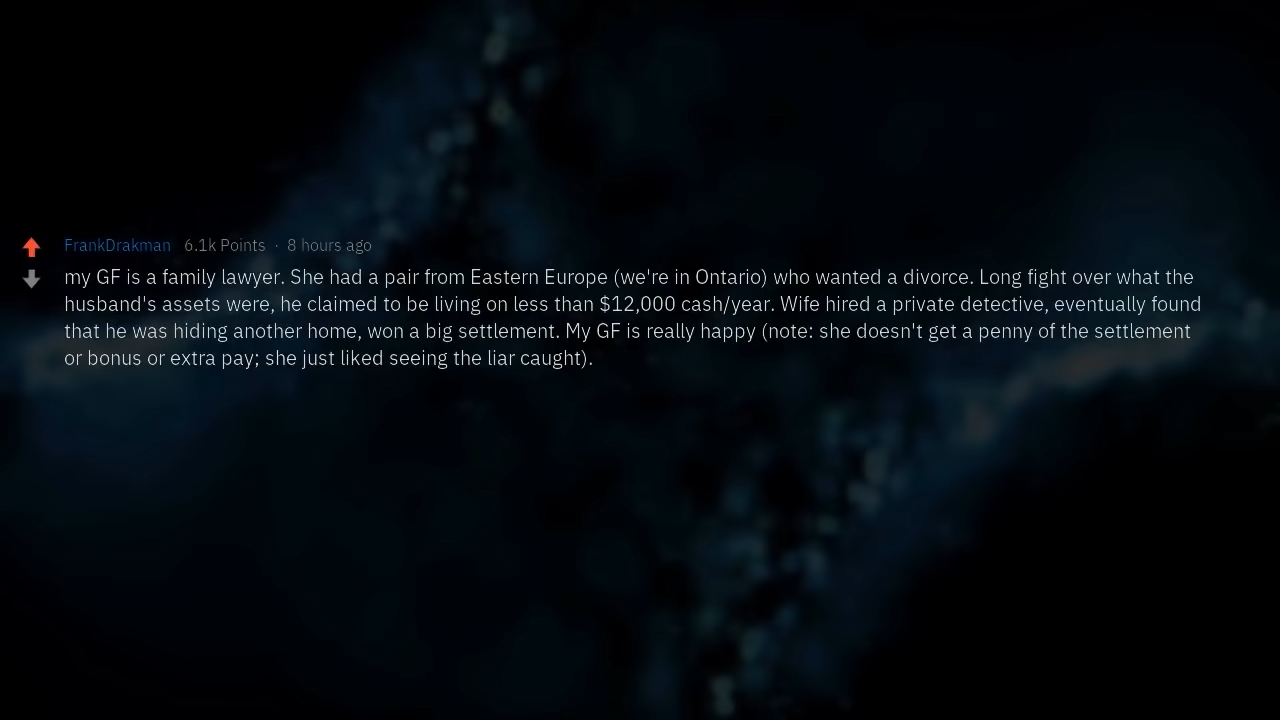 FrankDrakman 6.1k Points · 8 hours ago
my GF is a family lawyer. She had a pair from Eastern Europe (we're in Ontario) who wanted a divorce. Long fight over what the
husband's assets were, he claimed to be living on less than $12,000 cash/year. Wife hired a private detective, eventually found
that he was hiding another home, won a big settlement. My GF is really happy (note: she doesn't get a penny of the settlement
or bonus or extra pay; she just liked seeing the liar caught).